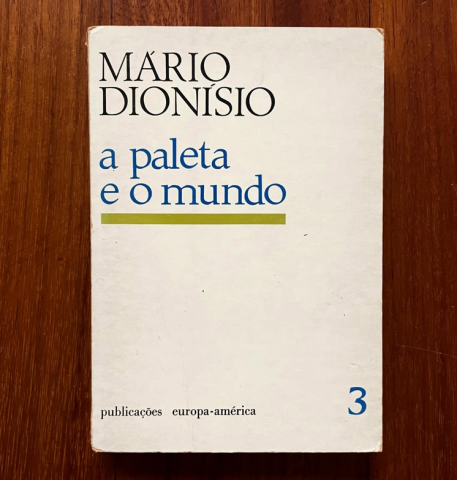 MÁRIO
DIONÍSIO
a paleta
e o mundo
publicações europa-américa
3